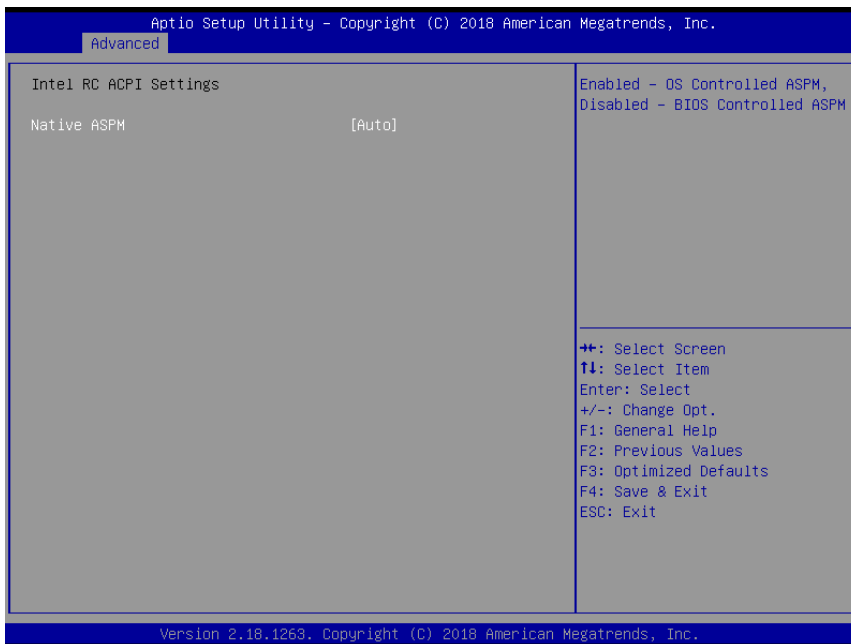 Aptio Setup Utility – Copyright (C) 2018 American Megatrends, Inc.
Advanced
Intel RC ACPI Settings
Native ASPM [Auto]
Enabled – OS Controlled ASPM,
Disabled – BIOS Controlled ASPM
→←: Select Screen
↑↓: Select Item
Enter: Select
+/-: Change Opt.
F1: General Help
F2: Previous Values
F3: Optimized Defaults
F4: Save & Exit
ESC: Exit
Version 2.18.1263. Copyright (C) 2018 American Megatrends, Inc.